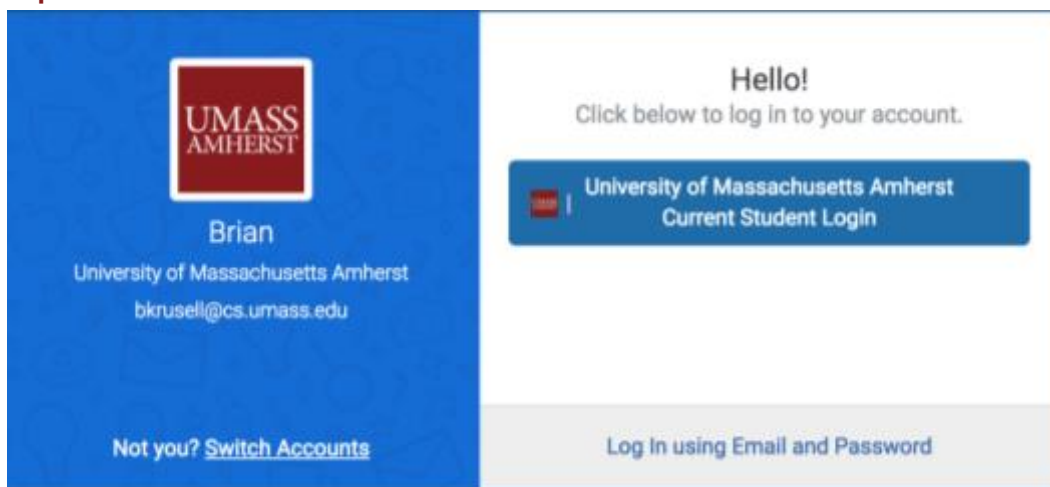 UMASS
AMHERST
Brian
University of Massachusetts Amherst
bkrusell@cs.umass.edu
Not you? Switch Accounts
Hello!
Click below to log in to your account.
University of Massachusetts Amherst
Current Student Login
Log In using Email and Password